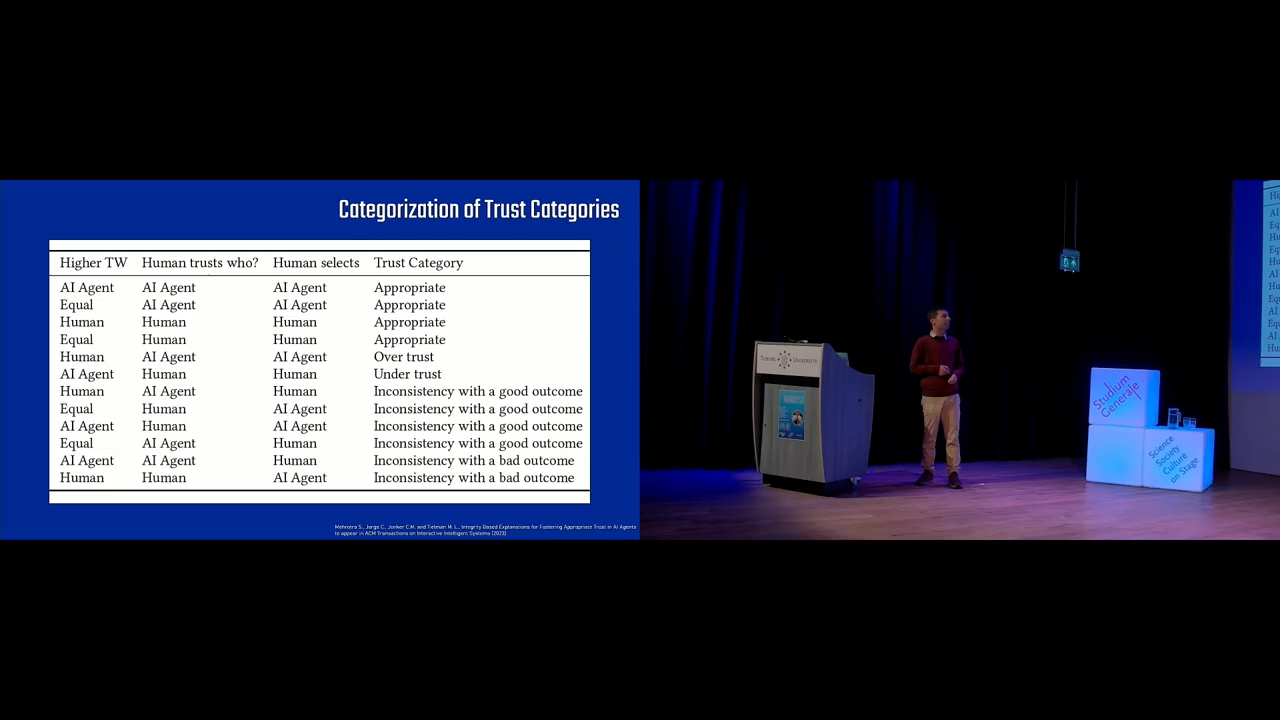 Categorization of Trust Categories
Higher TW Human trusts who? Human selects Trust Category
AI Agent AI Agent AI Agent Appropriate
Equal AI Agent AI Agent Appropriate
Human Human Human Appropriate
Equal Human Human Appropriate
Human AI Agent AI Agent Over trust
AI Agent Human Human Under trust
Human AI Agent Human Inconsistency with a good outcome
Equal Human AI Agent Inconsistency with a good outcome
AI Agent Human AI Agent Inconsistency with a good outcome
Equal AI Agent Human Inconsistency with a good outcome
AI Agent AI Agent Human Inconsistency with a bad outcome
Human Human AI Agent Inconsistency with a bad outcome
Mehrotra S., Jorge C., Jonker C.M. and Tielman M. L., Integrity Based Explanations for Fostering Appropriate Trust in AI Agents
to appear in ACM Transactions on Interactive Intelligent Systems (2023)
Tilburg University
Studium
Generale
Science
Society
Culture
on Stage